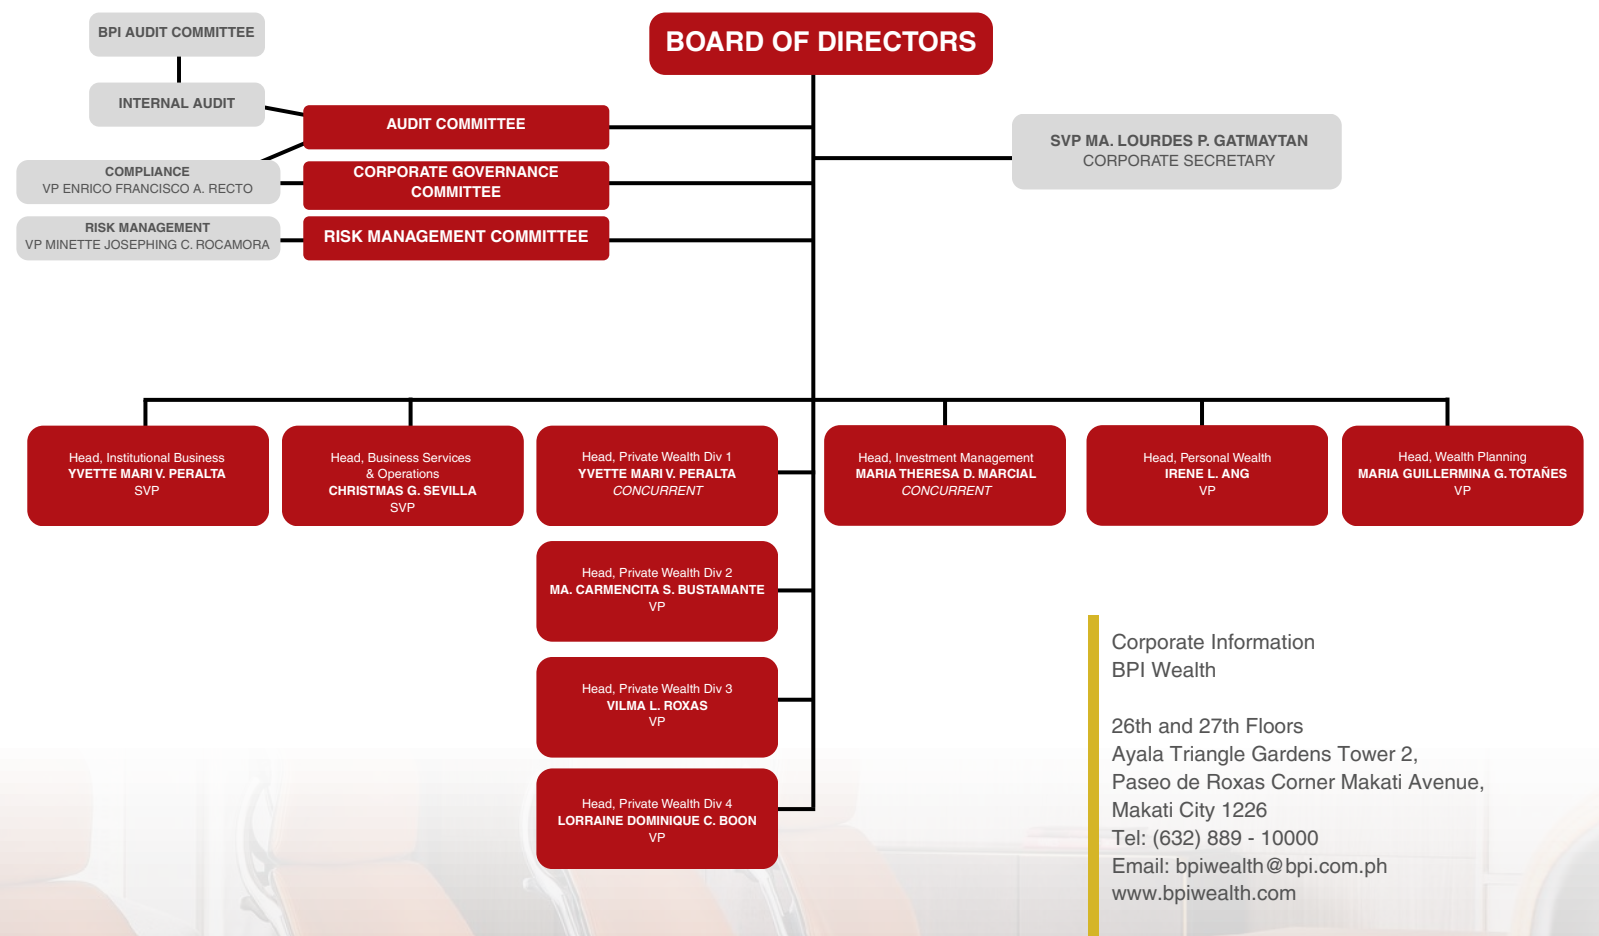 BPI AUDIT COMMITTEE
BOARD OF DIRECTORS
INTERNAL AUDIT
AUDIT COMMITTEE
SVP MA. LOURDES P. GATMAYTAN
CORPORATE SECRETARY
COMPLIANCE
VP ENRICO FRANCISCO A. RECTO
CORPORATE GOVERNANCE
COMMITTEE
RISK MANAGEMENT
VP MINETTE JOSEPHING C. ROCAMORA
RISK MANAGEMENT COMMITTEE
Head, Institutional Business
YVETTE MARI V. PERALTA
SVP
Head, Business Services
& Operations
CHRISTMAS G. SEVILLA
SVP
Head, Private Wealth Div 1
YVETTE MARI V. PERALTA
CONCURRENT
Head, Investment Management
MARIA THERESA D. MARCIAL
CONCURRENT
Head, Personal Wealth
IRENE L. ANG
VP
Head, Wealth Planning
MARIA GUILLERMINA G. TOTAÑES
VP
Head, Private Wealth Div 2
MA. CARMENCITA S. BUSTAMANTE
VP
Head, Private Wealth Div 3
VILMA L. ROXAS
VP
Head, Private Wealth Div 4
LORRAINE DOMINIQUE C. BOON
VP
Corporate Information
BPI Wealth
26th and 27th Floors
Ayala Triangle Gardens Tower 2,
Paseo de Roxas Corner Makati Avenue,
Makati City 1226
Tel: (632) 889 - 10000
Email: bpiwealth@bpi.com.ph
www.bpiwealth.com